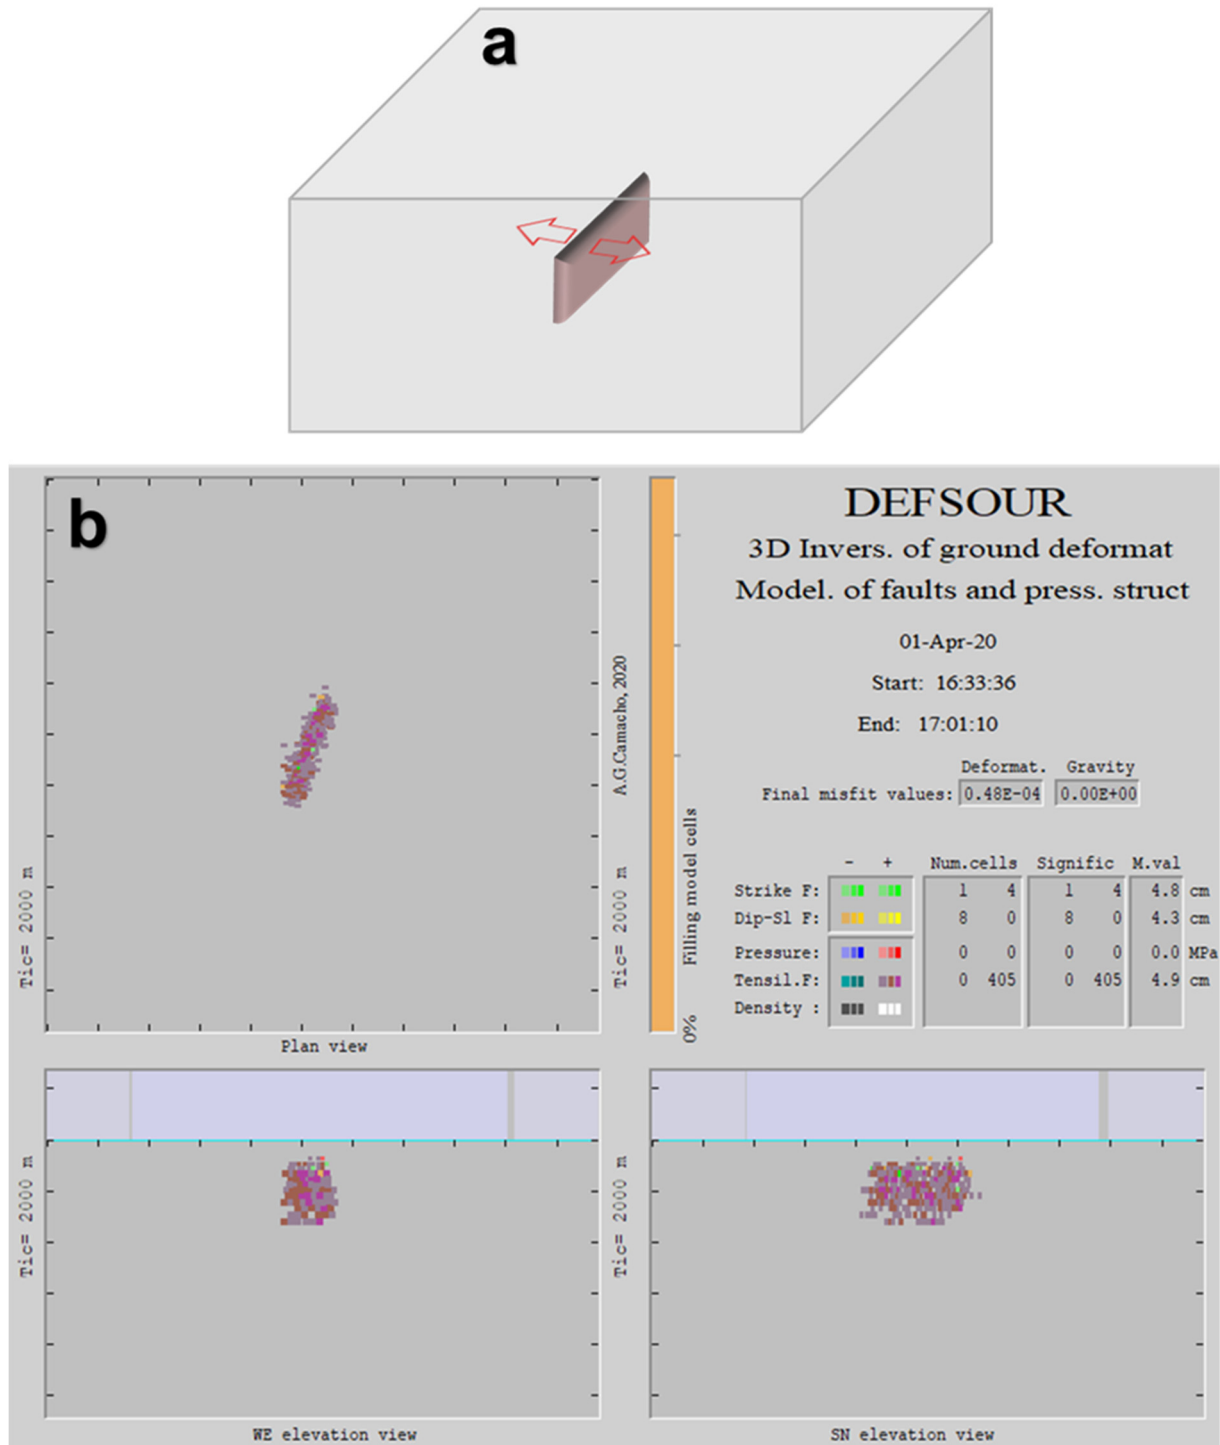 a
b
Tic= 2000 m
Plan view
A.G.Camacho, 2020
Tic= 2000 m
0% Filling model cells
DEFSOUR
3D Invers. of ground deformat
Model. of faults and press. struct
01-Apr-20
Start: 16:33:36
End: 17:01:10
Deformat. Gravity
Final misfit values: 0.48E-04 0.00E+00
- + Num.cells Signific M.val
Strike F: 1 4 1 4 4.8 cm
Dip-Sl F: 8 0 8 0 4.3 cm
Pressure: 0 0 0 0 0.0 MPa
Tensil.F: 0 405 0 405 4.9 cm
Density :
Tic= 2000 m
WE elevation view
Tic= 2000 m
SN elevation view